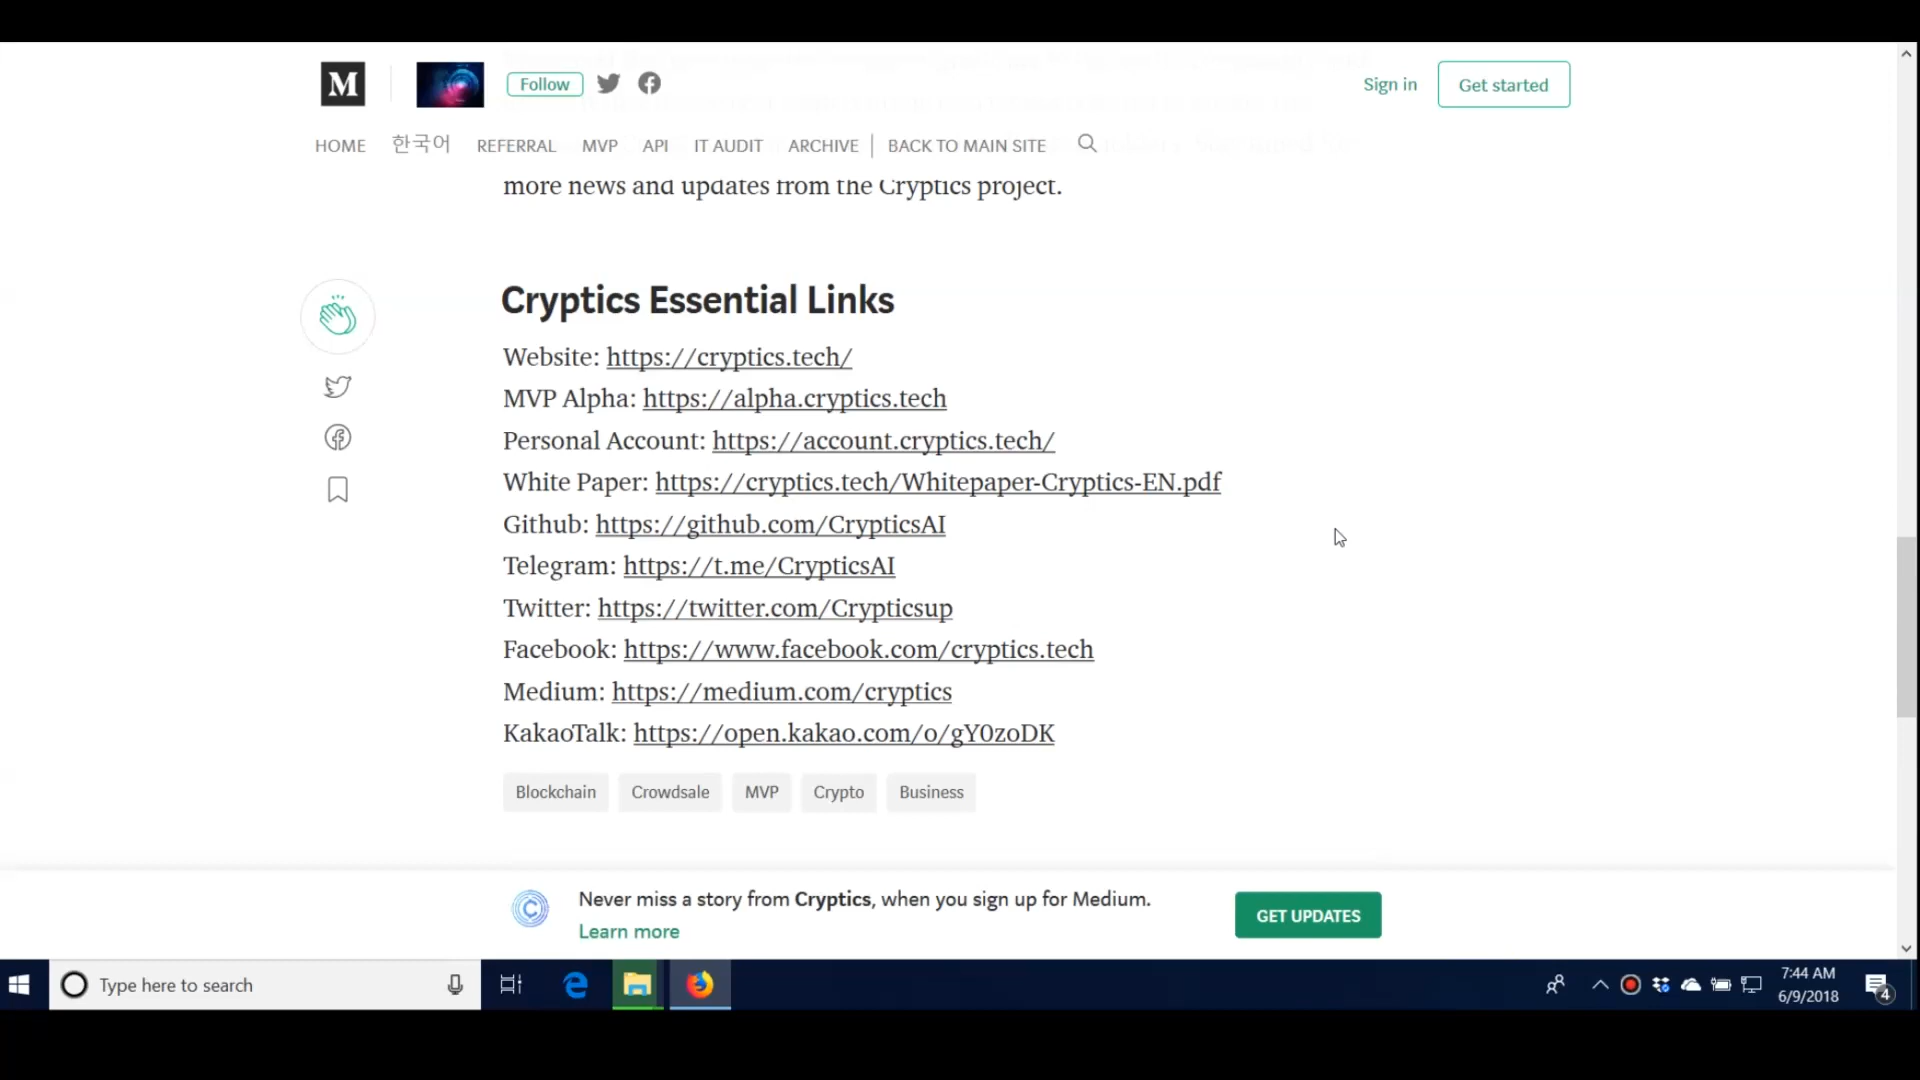 M
Follow
Sign in
Get started
HOME 한국어 REFERRAL MVP API IT AUDIT ARCHIVE BACK TO MAIN SITE
more news and updates from the Cryptics project.
Cryptics Essential Links
Website: https://cryptics.tech/
MVP Alpha: https://alpha.cryptics.tech
Personal Account: https://account.cryptics.tech/
White Paper: https://cryptics.tech/Whitepaper-Cryptics-EN.pdf
Github: https://github.com/CrypticsAI
Telegram: https://t.me/CrypticsAI
Twitter: https://twitter.com/Crypticsup
Facebook: https://www.facebook.com/cryptics.tech
Medium: https://medium.com/cryptics
KakaoTalk: https://open.kakao.com/o/gY0zoDK
Blockchain Crowdsale MVP Crypto Business
Never miss a story from Cryptics, when you sign up for Medium.
Learn more
GET UPDATES
Type here to search
7:44 AM
6/9/2018
4